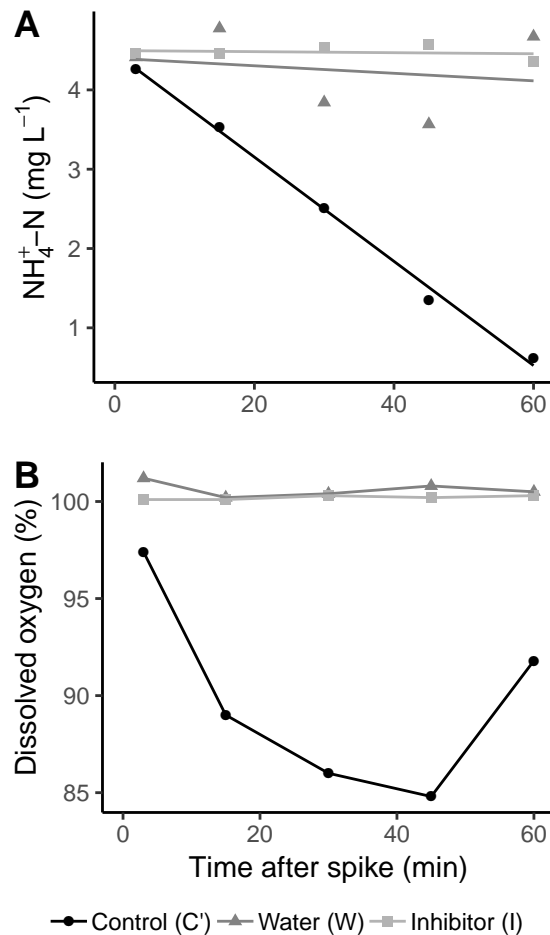 A
NH₄⁺–N (mg L⁻¹)
4
3
2
1
0 20 40 60
B
Dissolved oxygen (%)
100
95
90
85
0 20 40 60
Time after spike (min)
Control (C') Water (W) Inhibitor (I)